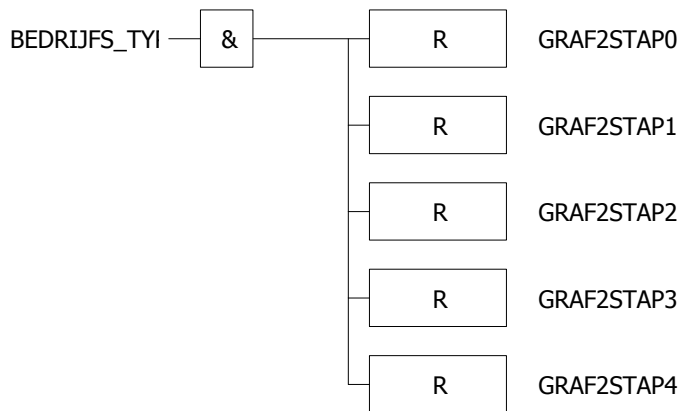 BEDRIJFS_TYI & R GRAF2STAP0
R GRAF2STAP1
R GRAF2STAP2
R GRAF2STAP3
R GRAF2STAP4